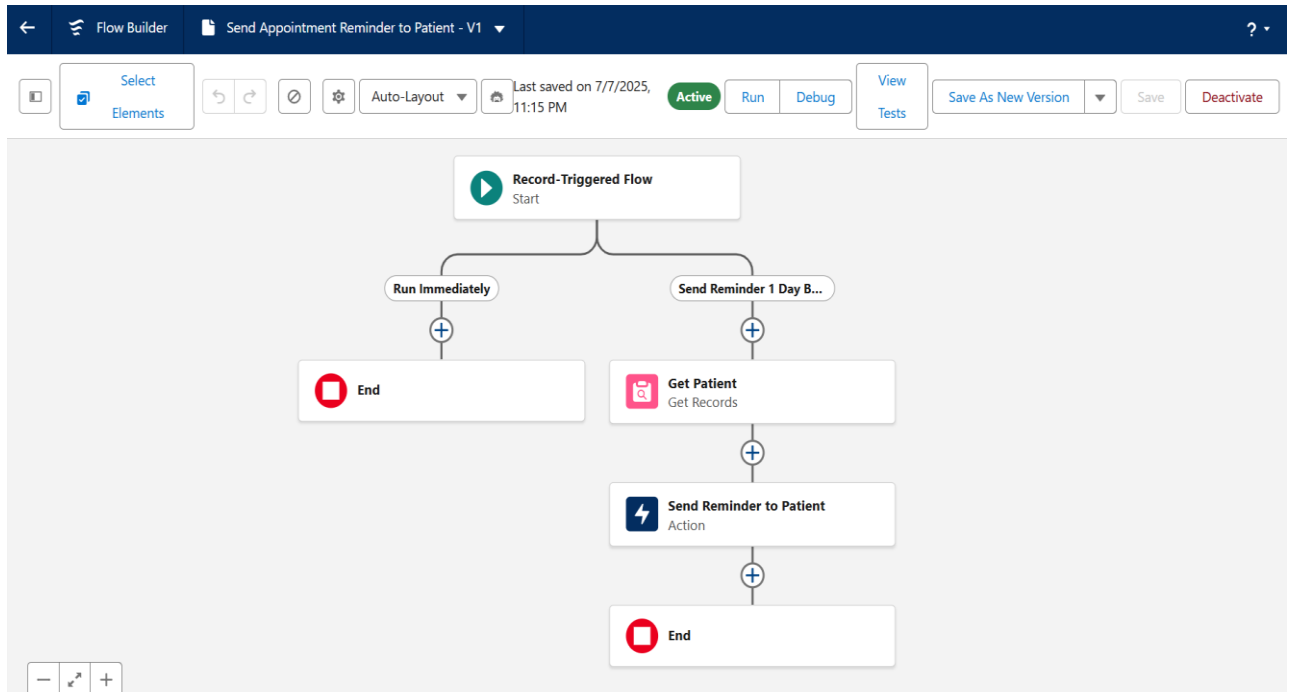 Flow Builder
Send Appointment Reminder to Patient - V1
?
Select
Elements
Auto-Layout
Last saved on 7/7/2025,
11:15 PM
Active
Run
Debug
View
Tests
Save As New Version
Save
Deactivate
Record-Triggered Flow
Start
Run Immediately
Send Reminder 1 Day B...
End
Get Patient
Get Records
Send Reminder to Patient
Action
End